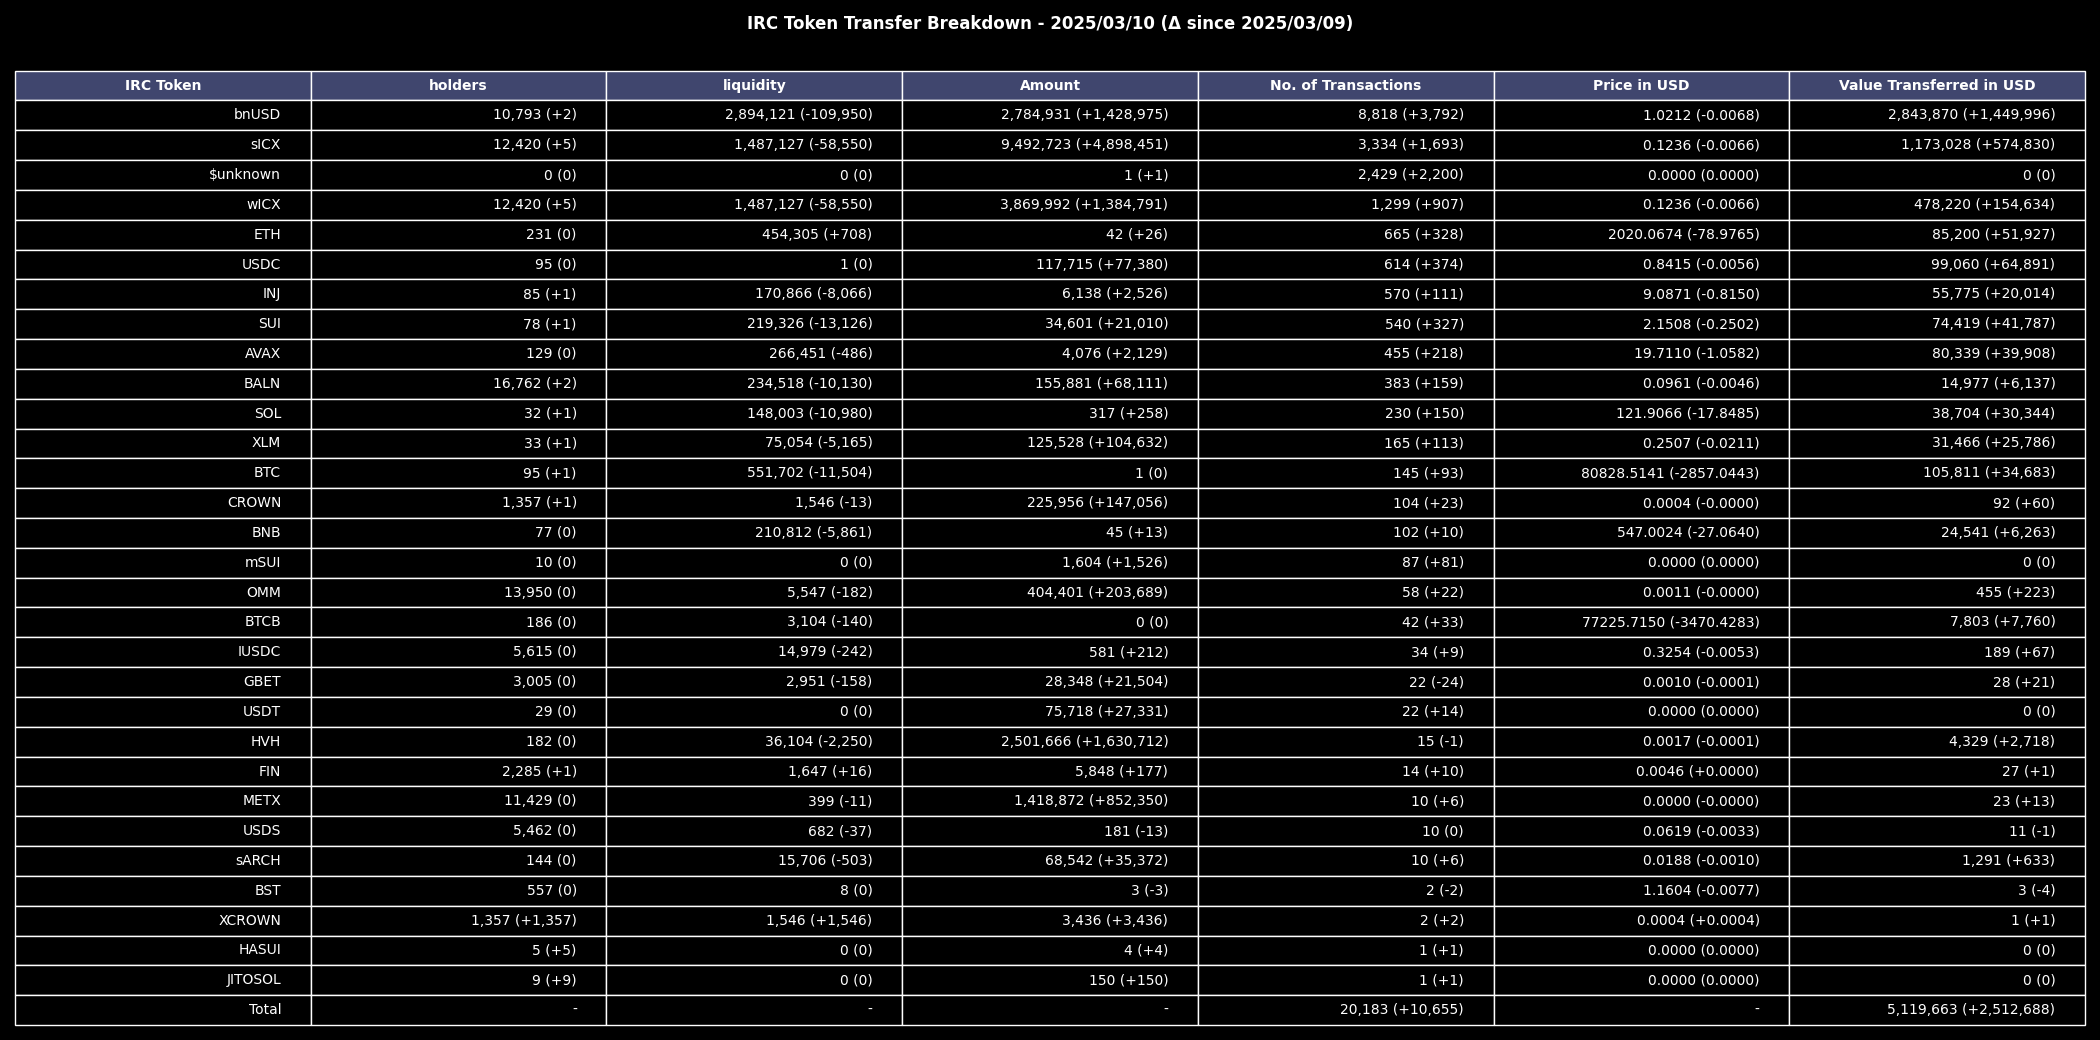 IRC Token Transfer Breakdown - 2025/03/10 (Δ since 2025/03/09)
IRC Token holders liquidity Amount No. of Transactions Price in USD Value Transferred in USD
bnUSD 10,793 (+2) 2,894,121 (-109,950) 2,784,931 (+1,428,975) 8,818 (+3,792) 1.0212 (-0.0068) 2,843,870 (+1,449,996)
sICX 12,420 (+5) 1,487,127 (-58,550) 9,492,723 (+4,898,451) 3,334 (+1,693) 0.1236 (-0.0066) 1,173,028 (+574,830)
$unknown 0 (0) 0 (0) 1 (+1) 2,429 (+2,200) 0.0000 (0.0000) 0 (0)
wICX 12,420 (+5) 1,487,127 (-58,550) 3,869,992 (+1,384,791) 1,299 (+907) 0.1236 (-0.0066) 478,220 (+154,634)
ETH 231 (0) 454,305 (+708) 42 (+26) 665 (+328) 2020.0674 (-78.9765) 85,200 (+51,927)
USDC 95 (0) 1 (0) 117,715 (+77,380) 614 (+374) 0.8415 (-0.0056) 99,060 (+64,891)
INJ 85 (+1) 170,866 (-8,066) 6,138 (+2,526) 570 (+111) 9.0871 (-0.8150) 55,775 (+20,014)
SUI 78 (+1) 219,326 (-13,126) 34,601 (+21,010) 540 (+327) 2.1508 (-0.2502) 74,419 (+41,787)
AVAX 129 (0) 266,451 (-486) 4,076 (+2,129) 455 (+218) 19.7110 (-1.0582) 80,339 (+39,908)
BALN 16,762 (+2) 234,518 (-10,130) 155,881 (+68,111) 383 (+159) 0.0961 (-0.0046) 14,977 (+6,137)
SOL 32 (+1) 148,003 (-10,980) 317 (+258) 230 (+150) 121.9066 (-17.8485) 38,704 (+30,344)
XLM 33 (+1) 75,054 (-5,165) 125,528 (+104,632) 165 (+113) 0.2507 (-0.0211) 31,466 (+25,786)
BTC 95 (+1) 551,702 (-11,504) 1 (0) 145 (+93) 80828.5141 (-2857.0443) 105,811 (+34,683)
CROWN 1,357 (+1) 1,546 (-13) 225,956 (+147,056) 104 (+23) 0.0004 (-0.0000) 92 (+60)
BNB 77 (0) 210,812 (-5,861) 45 (+13) 102 (+10) 547.0024 (-27.0640) 24,541 (+6,263)
mSUI 10 (0) 0 (0) 1,604 (+1,526) 87 (+81) 0.0000 (0.0000) 0 (0)
OMM 13,950 (0) 5,547 (-182) 404,401 (+203,689) 58 (+22) 0.0011 (-0.0000) 455 (+223)
BTCB 186 (0) 3,104 (-140) 0 (0) 42 (+33) 77225.7150 (-3470.4283) 7,803 (+7,760)
IUSDC 5,615 (0) 14,979 (-242) 581 (+212) 34 (+9) 0.3254 (-0.0053) 189 (+67)
GBET 3,005 (0) 2,951 (-158) 28,348 (+21,504) 22 (-24) 0.0010 (-0.0001) 28 (+21)
USDT 29 (0) 0 (0) 75,718 (+27,331) 22 (+14) 0.0000 (0.0000) 0 (0)
HVH 182 (0) 36,104 (-2,250) 2,501,666 (+1,630,712) 15 (-1) 0.0017 (-0.0001) 4,329 (+2,718)
FIN 2,285 (+1) 1,647 (+16) 5,848 (+177) 14 (+10) 0.0046 (+0.0000) 27 (+1)
METX 11,429 (0) 399 (-11) 1,418,872 (+852,350) 10 (+6) 0.0000 (-0.0000) 23 (+13)
USDS 5,462 (0) 682 (-37) 181 (-13) 10 (0) 0.0619 (-0.0033) 11 (-1)
sARCH 144 (0) 15,706 (-503) 68,542 (+35,372) 10 (+6) 0.0188 (-0.0010) 1,291 (+633)
BST 557 (0) 8 (0) 3 (-3) 2 (-2) 1.1604 (-0.0077) 3 (-4)
XCROWN 1,357 (+1,357) 1,546 (+1,546) 3,436 (+3,436) 2 (+2) 0.0004 (+0.0004) 1 (+1)
HASUI 5 (+5) 0 (0) 4 (+4) 1 (+1) 0.0000 (0.0000) 0 (0)
JITOSOL 9 (+9) 0 (0) 150 (+150) 1 (+1) 0.0000 (0.0000) 0 (0)
Total - - - 20,183 (+10,655) - 5,119,663 (+2,512,688)